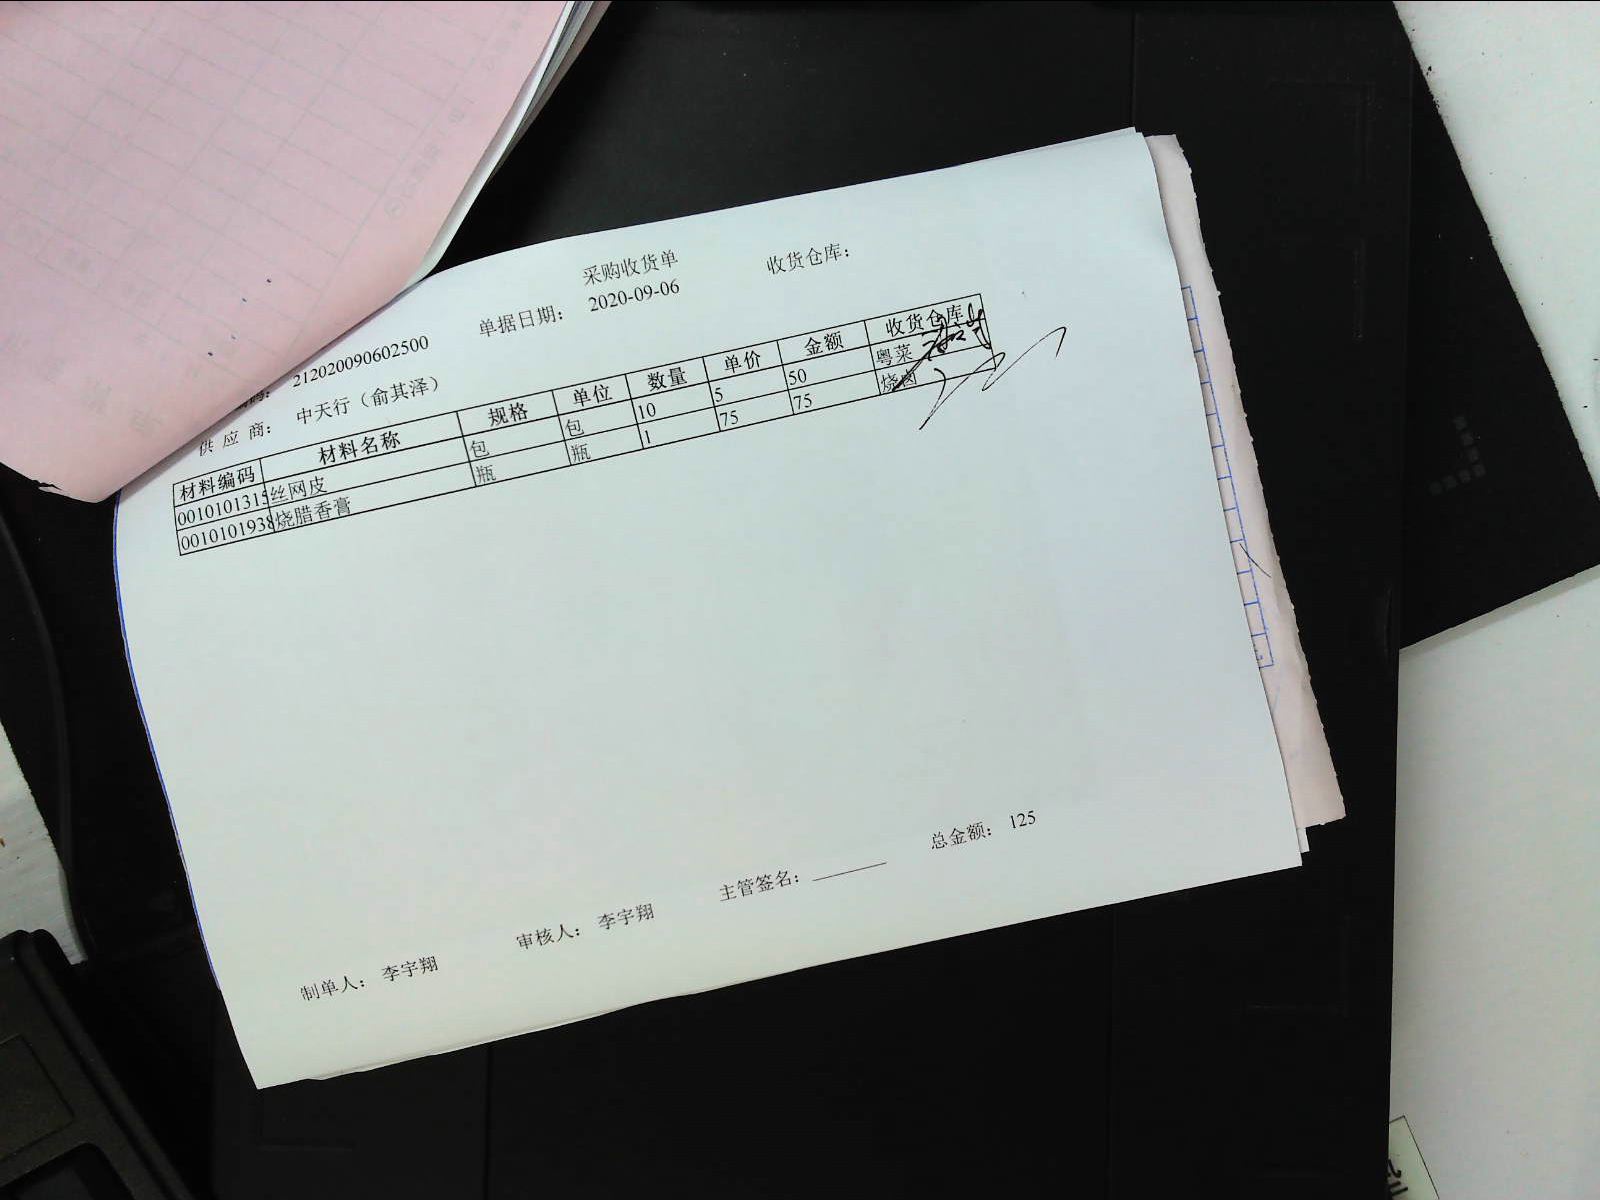 采购收货单 收货仓库：
212020090602500 单据日期： 2020-09-06
供 应 商： 中天行（俞其泽）
材料编码 材料名称 规格 单位 数量 单价 金额 收货仓库
0010101315 丝网皮 包 包 10 5 50 粤菜
0010101938 烧腊香膏 瓶 瓶 1 75 75 烧卤
总金额： 125
制单人： 李宇翔 审核人： 李宇翔 主管签名：